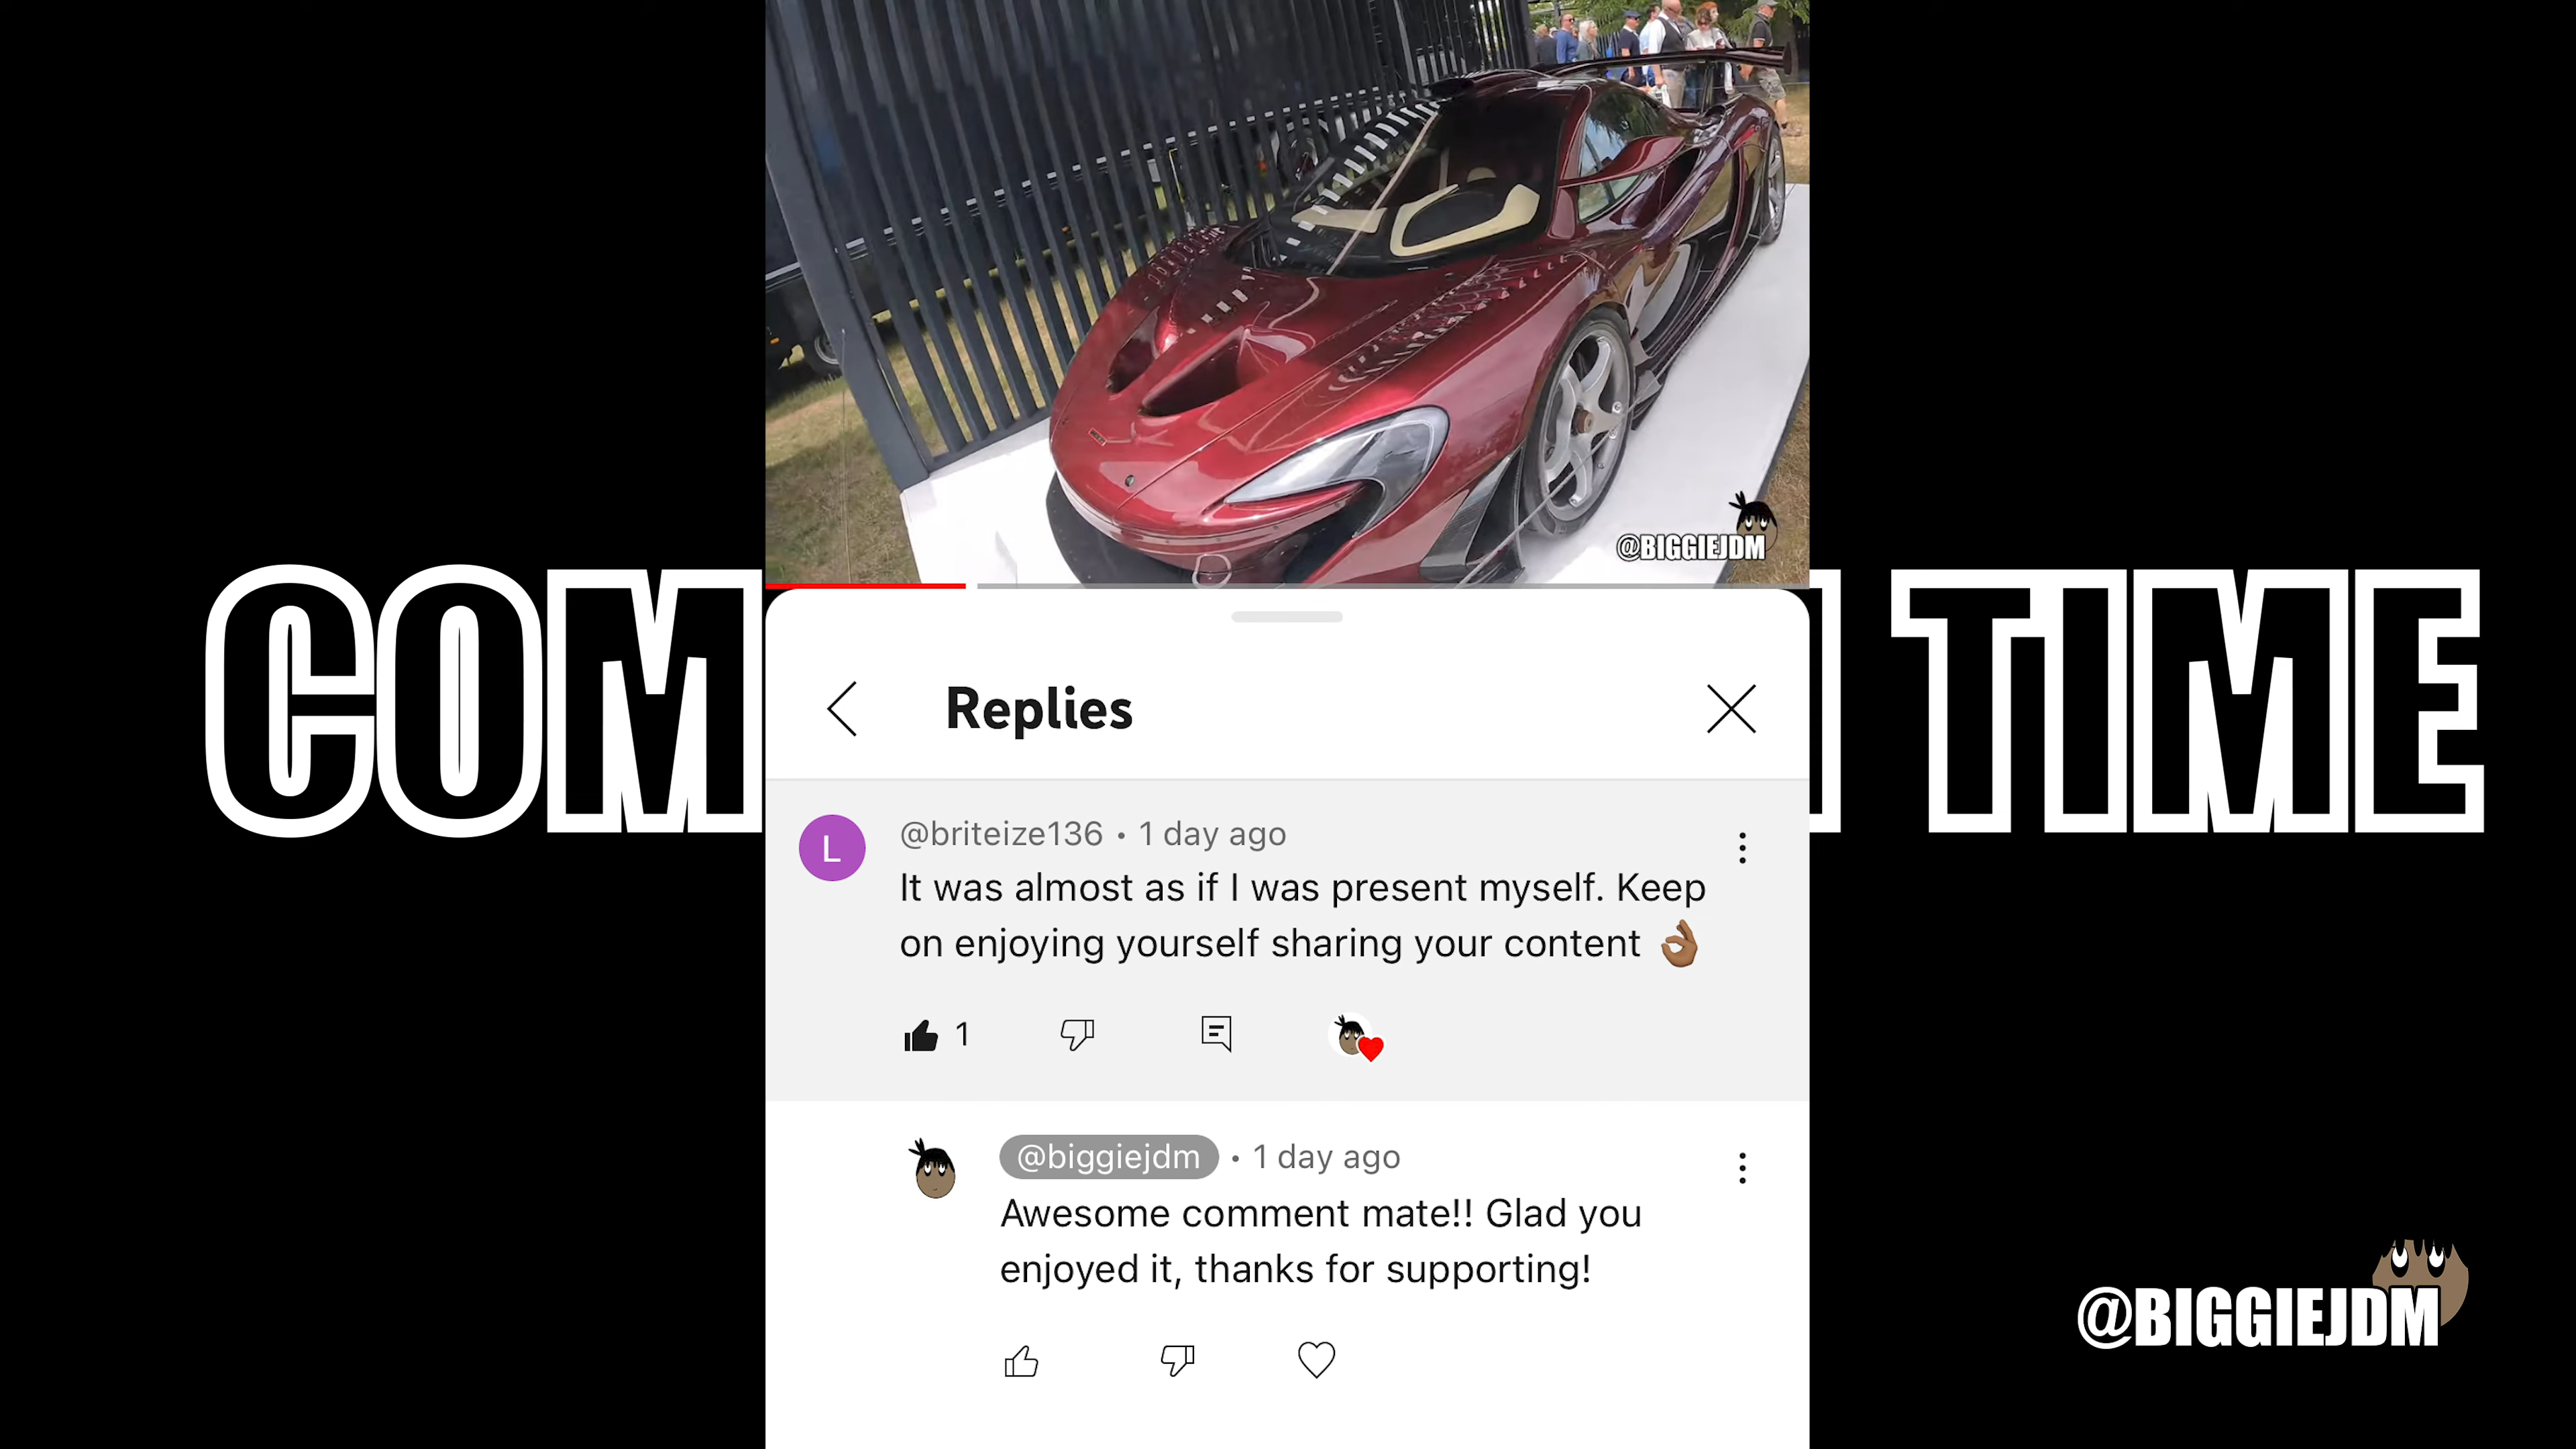 @BIGGIEJDM
COM TIME
Replies
L
@briteize136 • 1 day ago
It was almost as if I was present myself. Keep
on enjoying yourself sharing your content 👌🏾
1
@biggiejdm • 1 day ago
Awesome comment mate!! Glad you
enjoyed it, thanks for supporting!
@BIGGIEJDM